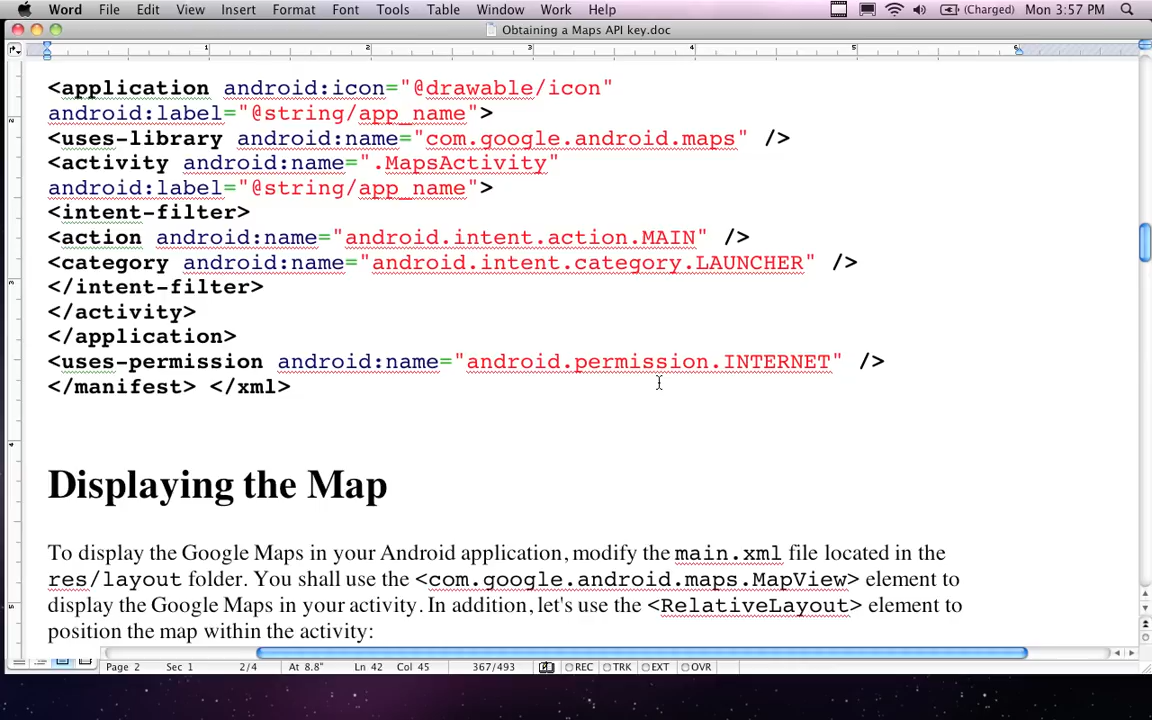 Word File Edit View Insert Format Font Tools Table Window Work Help (Charged) Mon 3:57 PM
Obtaining a Maps API key.doc
1 2 3 4 5 6
<application android:icon="@drawable/icon"
android:label="@string/app_name">
<uses-library android:name="com.google.android.maps" />
<activity android:name=".MapsActivity"
android:label="@string/app_name">
<intent-filter>
<action android:name="android.intent.action.MAIN" />
<category android:name="android.intent.category.LAUNCHER" />
</intent-filter>
</activity>
</application>
<uses-permission android:name="android.permission.INTERNET" />
</manifest> </xml>
Displaying the Map
To display the Google Maps in your Android application, modify the main.xml file located in the
res/layout folder. You shall use the <com.google.android.maps.MapView> element to
display the Google Maps in your activity. In addition, let's use the <RelativeLayout> element to
position the map within the activity:
Page 2 Sec 1 2/4 At 8.8" Ln 42 Col 45 367/493 REC TRK EXT OVR